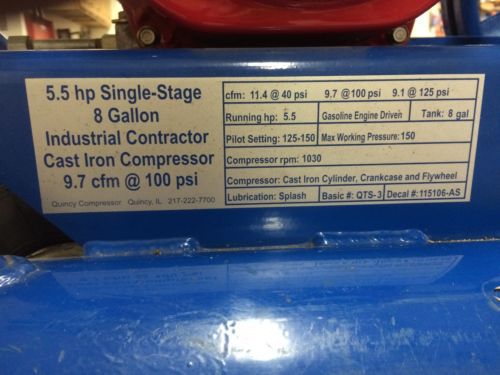 5.5 hp Single-Stage
8 Gallon
Industrial Contractor
Cast Iron Compressor
9.7 cfm @ 100 psi
Quincy Compressor Quincy, IL 217-222-7700
cfm: 11.4 @ 40 psi 9.7 @100 psi 9.1 @ 125 psi
Running hp: 5.5 Gasoline Engine Driven Tank: 8 gal
Pilot Setting: 125-150 Max Working Pressure: 150
Compressor rpm: 1030
Compressor: Cast Iron Cylinder, Crankcase and Flywheel
Lubrication: Splash Basic #: QTS-3 Decal #:115106-AS